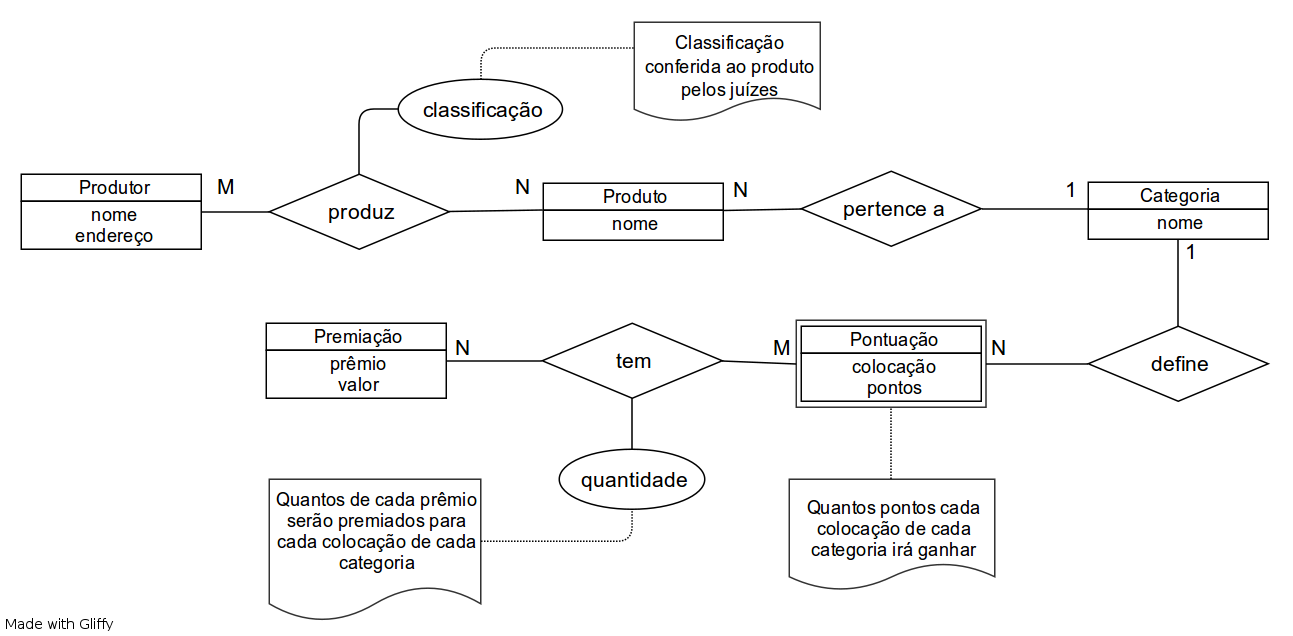 Classificação
conferida ao produto
pelos juízes
classificação
Produtor
nome
endereço
M
produz
N
Produto
nome
N
pertence a
1
Categoria
nome
1
Premiação
prêmio
valor
N
tem
M
Pontuação
colocação
pontos
N
define
quantidade
Quantos de cada prêmio
serão premiados para
cada colocação de cada
categoria
Quantos pontos cada
colocação de cada
categoria irá ganhar
Made with Gliffy